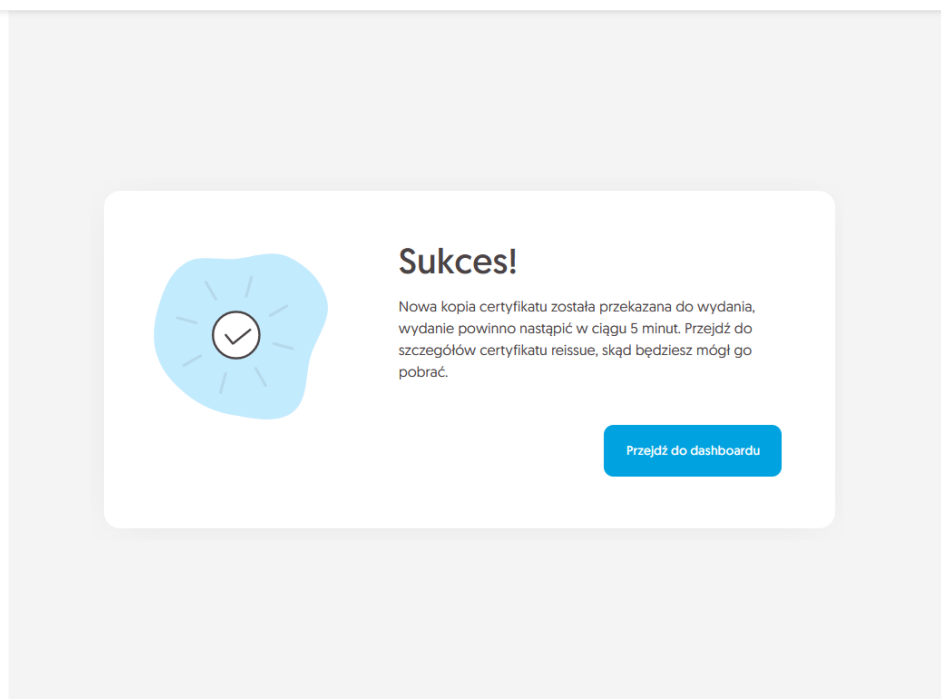 Sukces!
Nowa kopia certyfikatu została przekazana do wydania,
wydanie powinno nastąpić w ciągu 5 minut. Przejdź do
szczegółów certyfikatu reissue, skąd będziesz mógł go
pobrać.
Przejdź do dashboardu